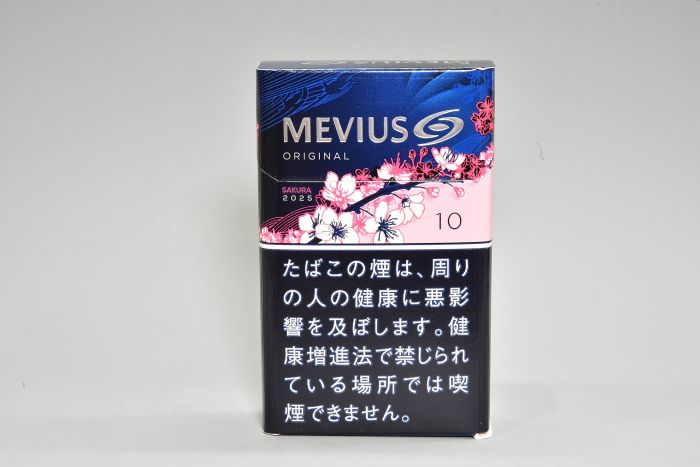 MEVIUS
MEVIUS
ORIGINAL
SAKURA
2025
10
たばこの煙は、周り
の人の健康に悪影
響を及ぼします。健
康増進法で禁じられ
ている場所では喫
煙できません。